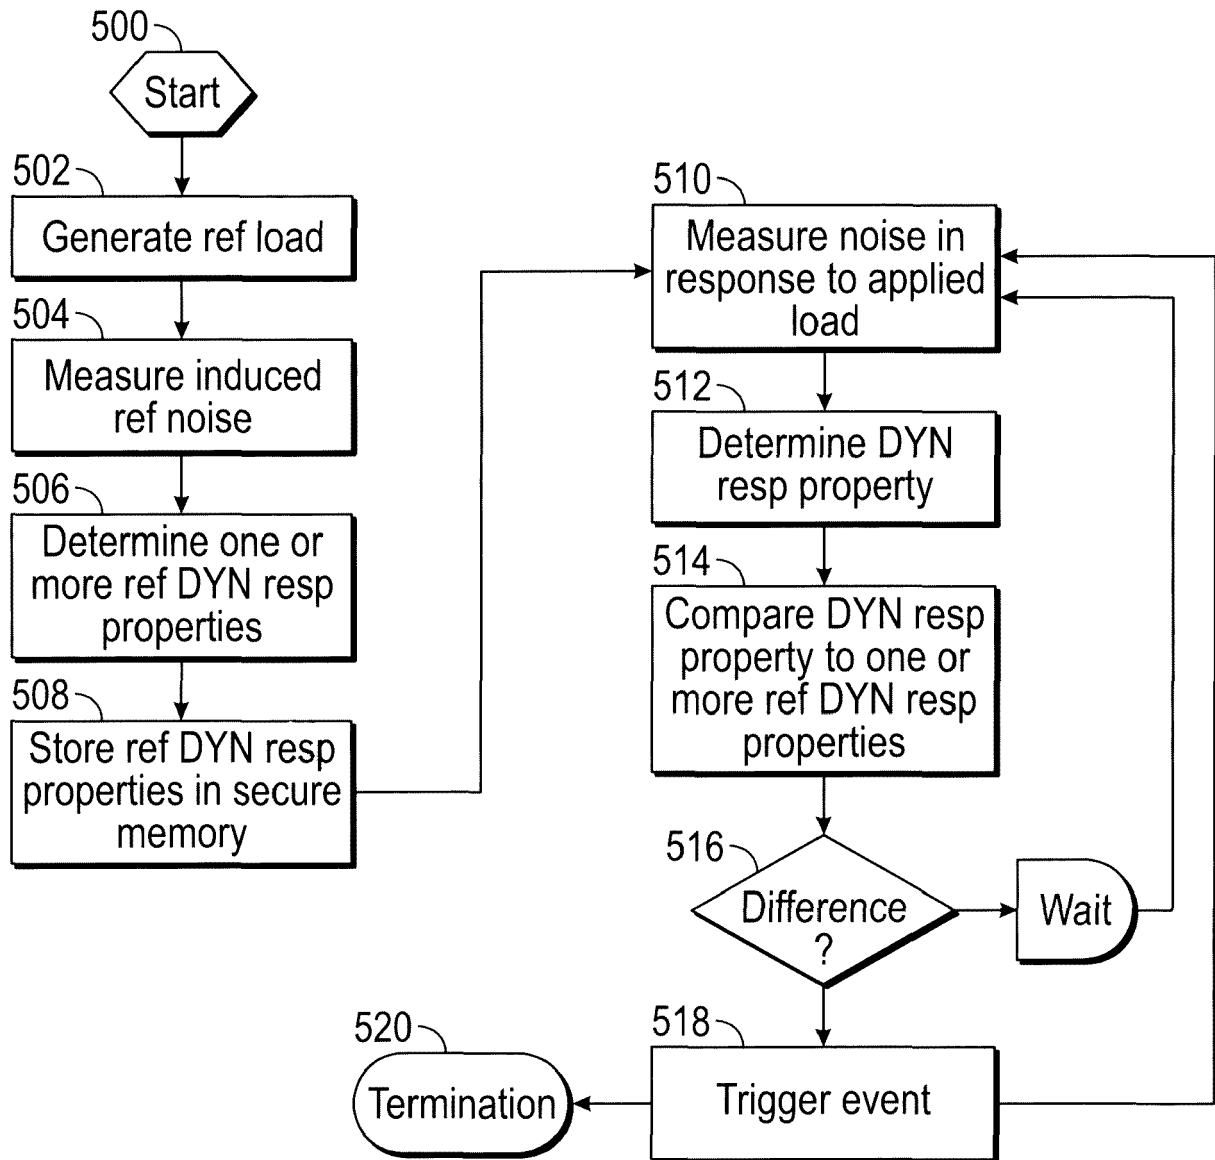 500
Start
502
Generate ref load
504
Measure induced
ref noise
506
Determine one or
more ref DYN resp
properties
508
Store ref DYN resp
properties in secure
memory
510
Measure noise in
response to applied
load
512
Determine DYN
resp property
514
Compare DYN resp
property to one or
more ref DYN resp
properties
516
Difference
?
Wait
518
Trigger event
520
Termination